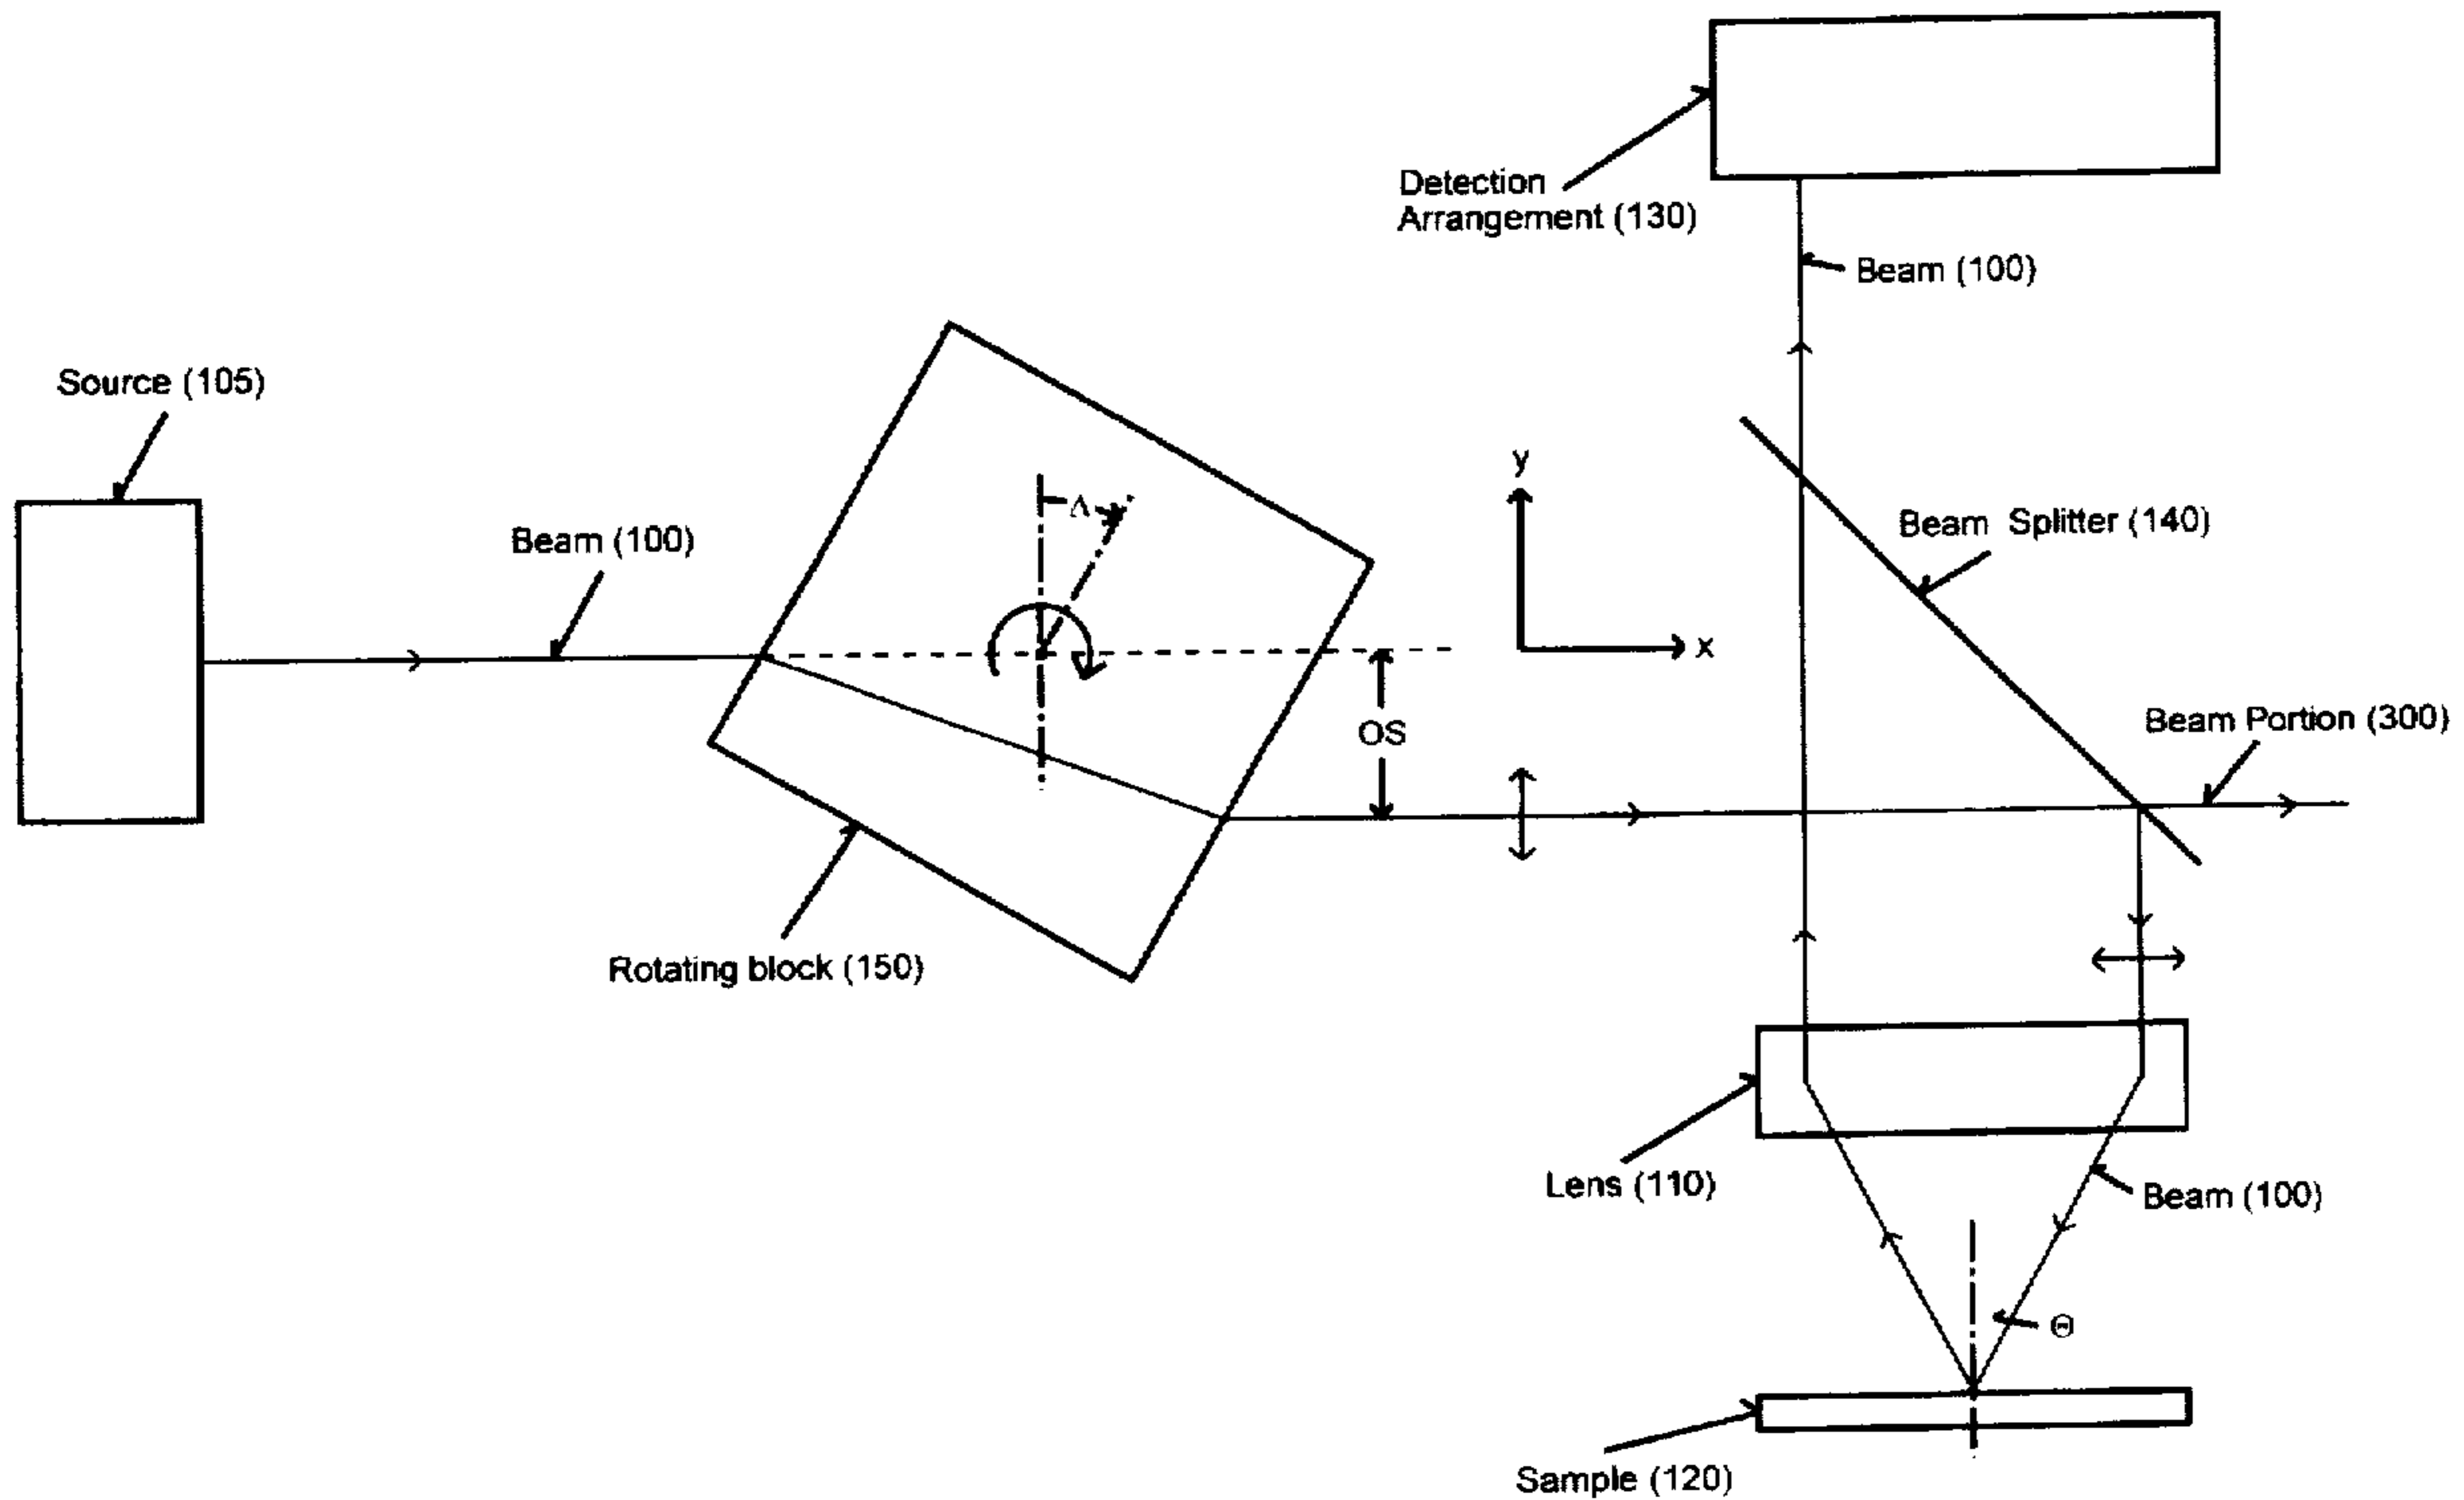 Detection
Arrangement (130)
Beam (100)
Source (105)
Beam (100)
Λ
y
Beam Splitter (140)
x
OS
Beam Portion (300)
Rotating block (150)
Lens (110)
Beam (100)
Θ
Sample (120)